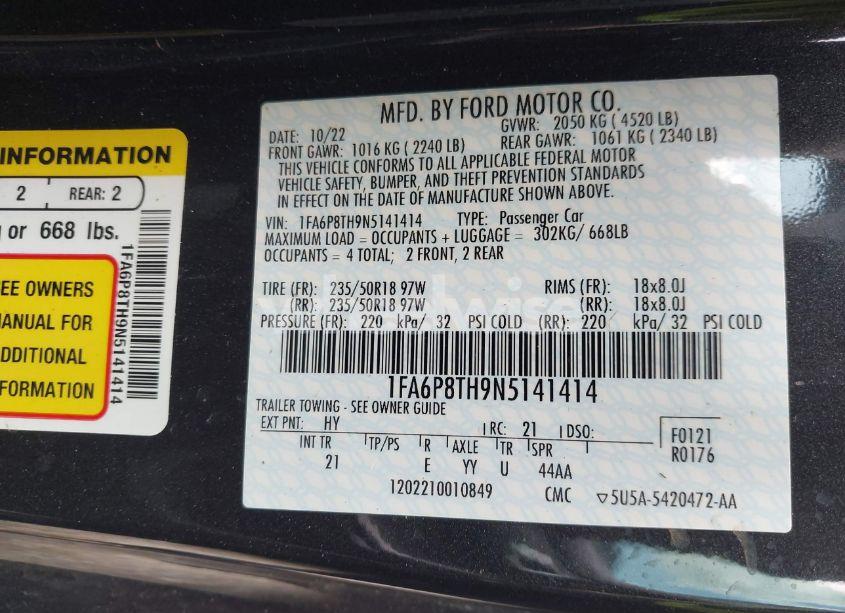 INFORMATION
2 REAR: 2
or 668 lbs.
SEE OWNERS
MANUAL FOR
ADDITIONAL
INFORMATION
1FA6P8TH9N5141414
MFD. BY FORD MOTOR CO.
DATE: 10/22 GVWR: 2050 KG ( 4520 LB)
FRONT GAWR: 1016 KG ( 2240 LB) REAR GAWR: 1061 KG ( 2340 LB)
THIS VEHICLE CONFORMS TO ALL APPLICABLE FEDERAL MOTOR
VEHICLE SAFETY, BUMPER, AND THEFT PREVENTION STANDARDS
IN EFFECT ON THE DATE OF MANUFACTURE SHOWN ABOVE.
VIN: 1FA6P8TH9N5141414 TYPE: Passenger Car
MAXIMUM LOAD = OCCUPANTS + LUGGAGE = 302KG/ 668LB
OCCUPANTS = 4 TOTAL; 2 FRONT, 2 REAR
TIRE (FR): 235/50R18 97W RIMS (FR): 18x8.0J
(RR): 235/50R18 97W (RR): 18x8.0J
PRESSURE (FR): 220 kPa/ 32 PSI COLD (RR): 220 kPa/ 32 PSI COLD
1FA6P8TH9N5141414
TRAILER TOWING - SEE OWNER GUIDE
EXT PNT: HY RC: 21 DSO: F0121
INT TR TP/PS R AXLE TR SPR R0176
21 E YY U 44AA
1202210010849 CMC ▽5U5A-5420472-AA